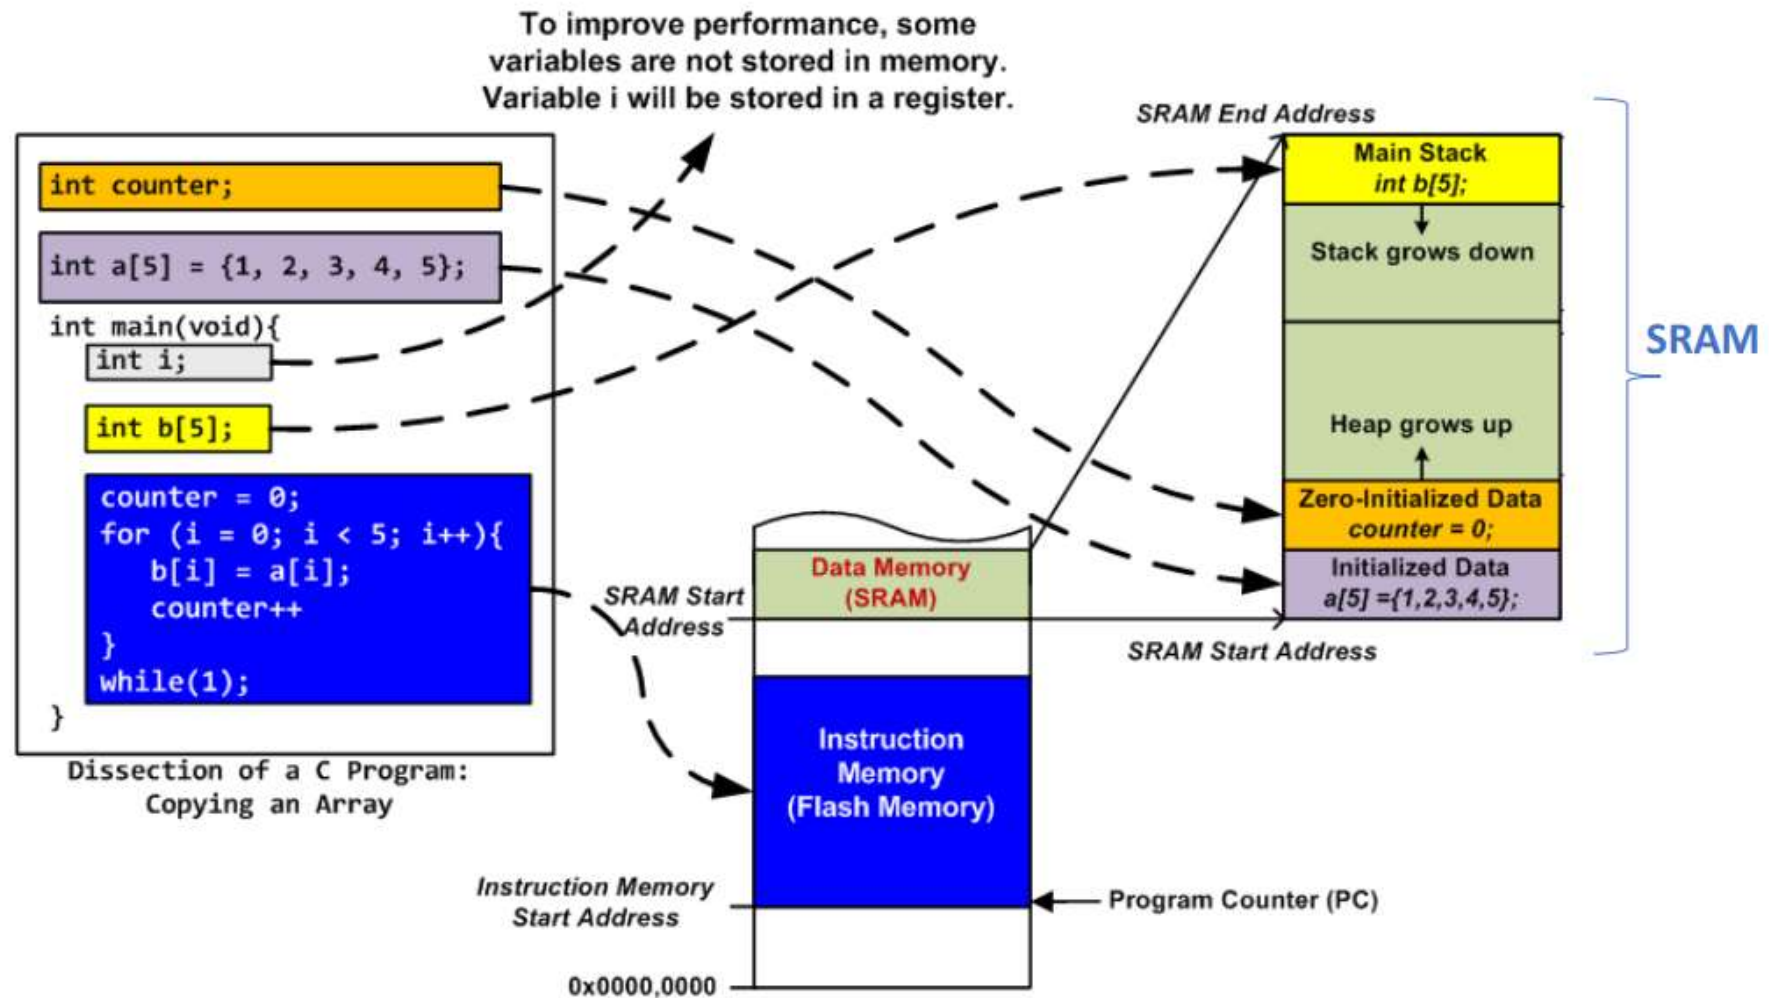 To improve performance, some
variables are not stored in memory.
Variable i will be stored in a register.
int counter;
int a[5] = {1, 2, 3, 4, 5};
int main(void){
int i;
int b[5];
counter = 0;
for (i = 0; i < 5; i++){
b[i] = a[i];
counter++
}
while(1);
}
Dissection of a C Program:
Copying an Array
SRAM Start
Address
Data Memory
(SRAM)
Instruction
Memory
(Flash Memory)
Instruction Memory
Start Address
Program Counter (PC)
0x0000,0000
SRAM End Address
Main Stack
int b[5];
Stack grows down
Heap grows up
Zero-Initialized Data
counter = 0;
Initialized Data
a[5] ={1,2,3,4,5};
SRAM Start Address
SRAM